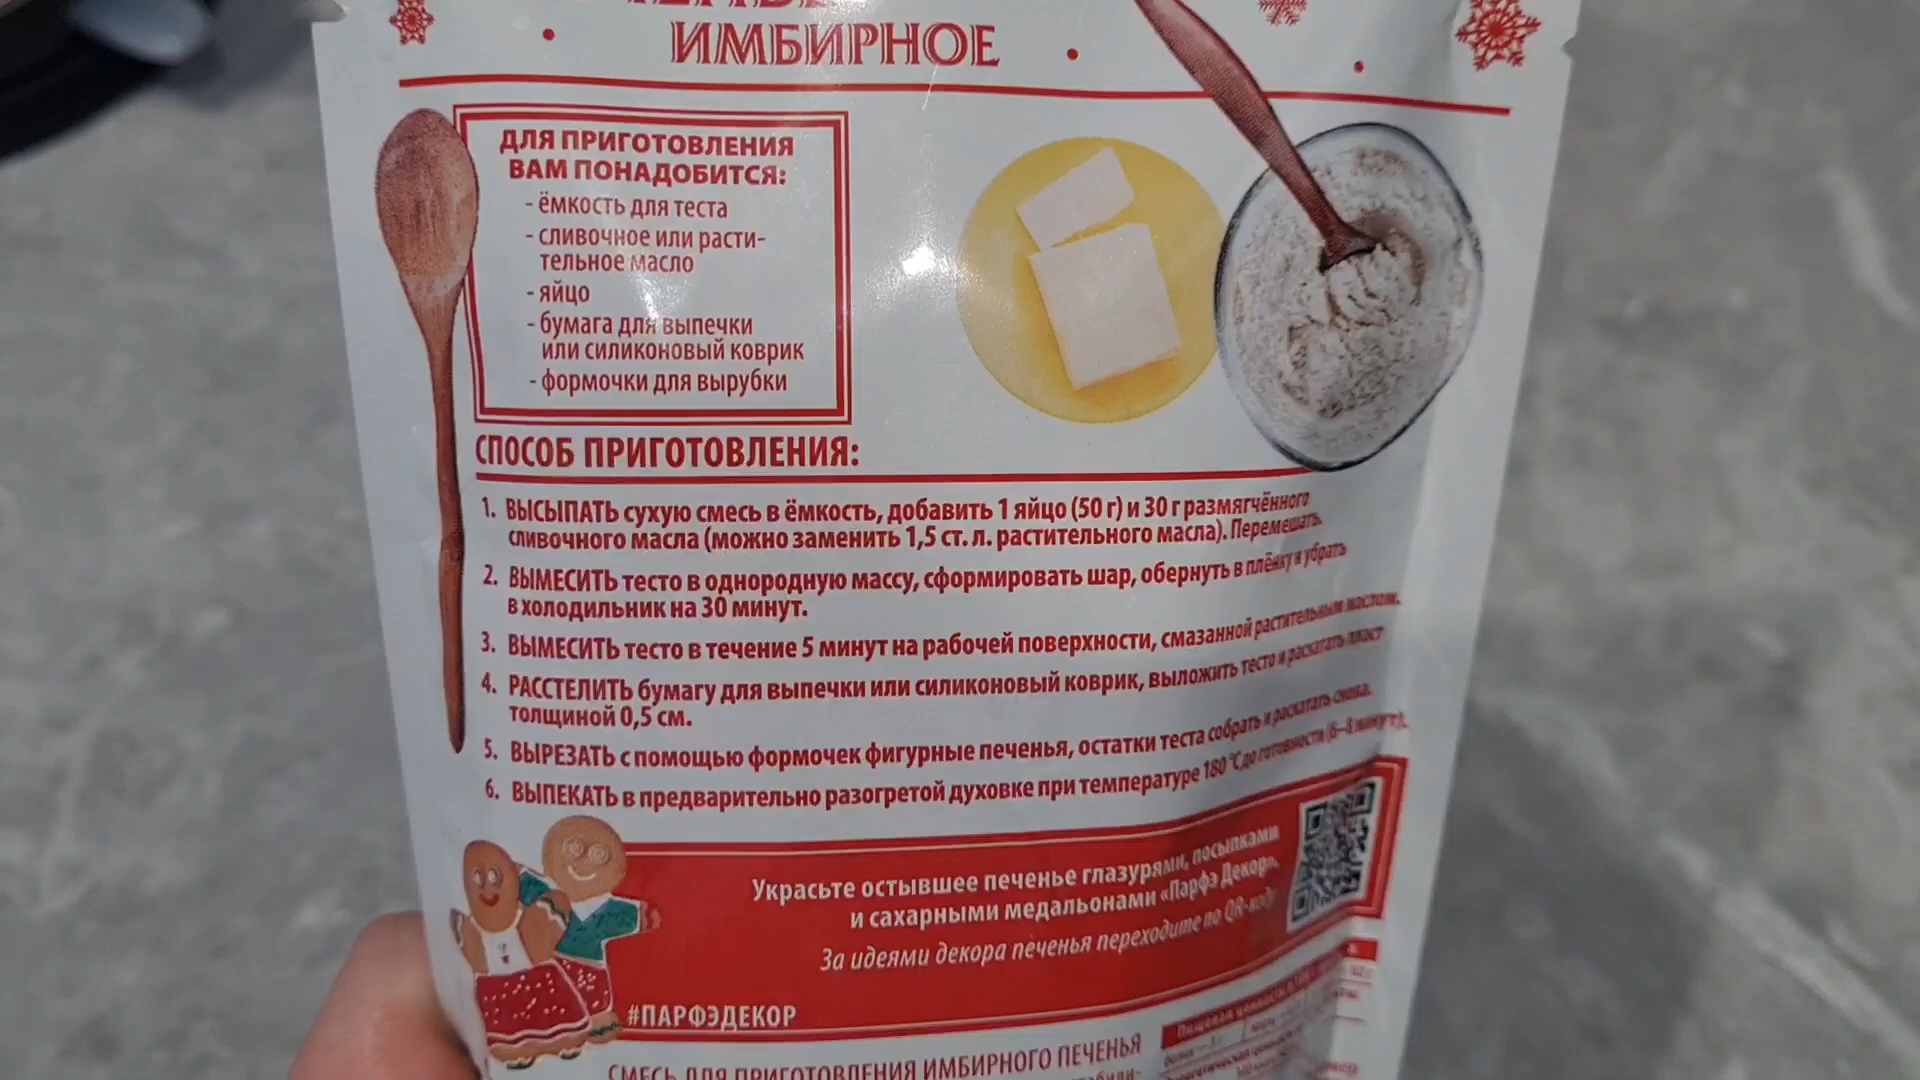 ИМБИРНОЕ
ДЛЯ ПРИГОТОВЛЕНИЯ
ВАМ ПОНАДОБИТСЯ:
- ёмкость для теста
- сливочное или расти-
тельное масло
- яйцо
- бумага для выпечки
или силиконовый коврик
- формочки для вырубки
СПОСОБ ПРИГОТОВЛЕНИЯ:
1. ВЫСЫПАТЬ сухую смесь в ёмкость, добавить 1 яйцо (50 г) и 30 г размягчённого
сливочного масла (можно заменить 1,5 ст. л. растительного масла). Перемешать.
2. ВЫМЕСИТЬ тесто в однородную массу, сформировать шар, обернуть в плёнку и убрать
в холодильник на 30 минут.
3. ВЫМЕСИТЬ тесто в течение 5 минут на рабочей поверхности, смазанной растительным маслом.
4. РАССТЕЛИТЬ бумагу для выпечки или силиконовый коврик, выложить тесто и раскатать пласт
толщиной 0,5 см.
5. ВЫРЕЗАТЬ с помощью формочек фигурные печенья, остатки теста собрать и раскатать снова.
6. ВЫПЕКАТЬ в предварительно разогретой духовке при температуре 180 °C до готовности (6–8 минут).
Украсьте остывшее печенье глазурями, посыпками
и сахарными медальонами «Парфэ Декор».
За идеями декора печенья переходите по QR-коду
#ПАРФЭДЕКОР
СМЕСЬ ДЛЯ ПРИГОТОВЛЕНИЯ ИМБИРНОГО ПЕЧЕНЬЯ
Пищевая ценность